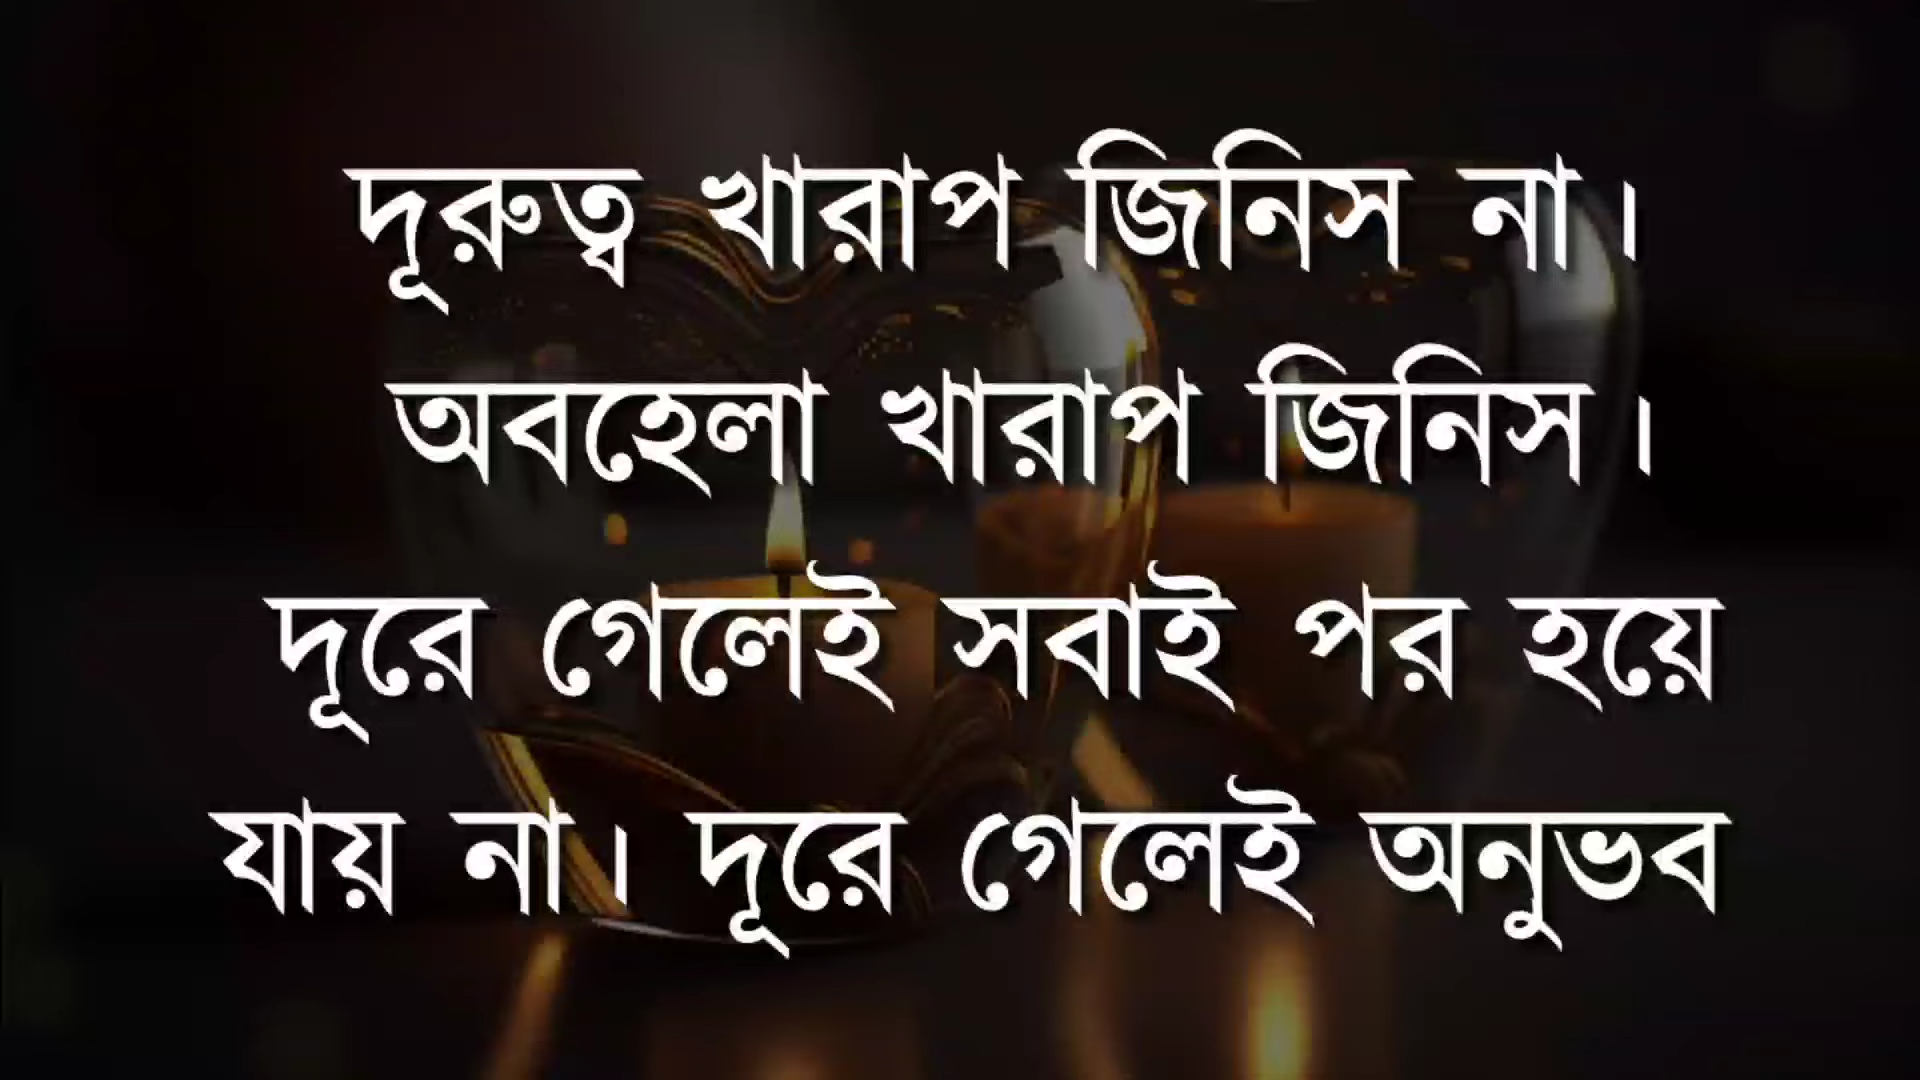 দূরুত্ব খারাপ জিনিস না।
অবহেলা খারাপ জিনিস।
দূরে গেলেই সবাই পর হয়ে
যায় না। দূরে গেলেই অনুভব